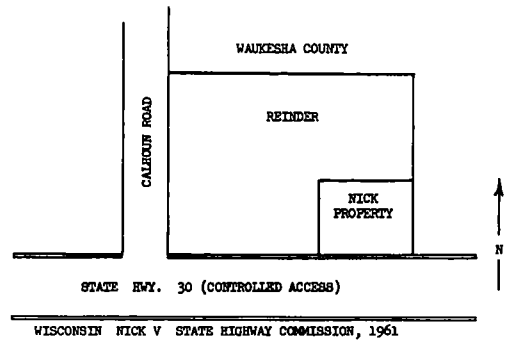 WAUKESHA COUNTY
CALHOUN ROAD
REINDER
NICK
PROPERTY
N
STATE HWY. 30 (CONTROLLED ACCESS)
WISCONSIN NICK V STATE HIGHWAY COMMISSION, 1961